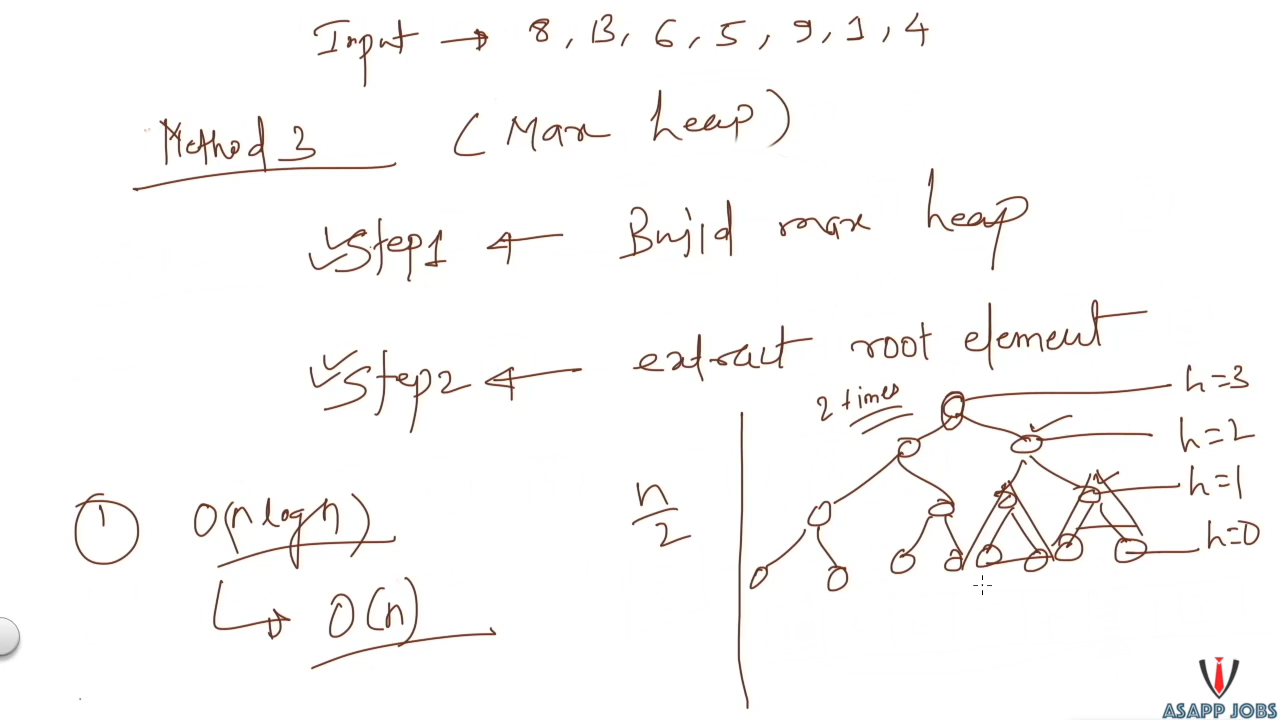 Input → 8, 13, 6, 5, 9, 1, 4
Method 3 (Max heap)
✓Step1 ← Build max heap
✓Step2 ← extract root element
2 times
h=3
h=2
h=1
h=0
1 O(n log n)
n/2
↳ O(n)
ASAPP JOBS